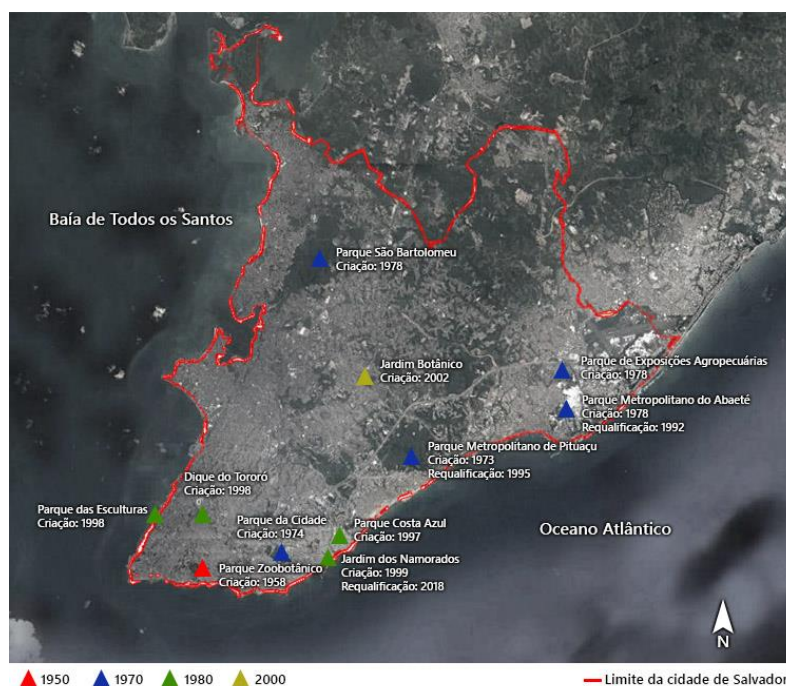 Baía de Todos os Santos
Parque São Bartolomeu
Criação: 1978
Jardim Botânico
Criação: 2002
Parque de Exposições Agropecuárias
Criação: 1978
Parque Metropolitano do Abaeté
Criação: 1978
Requalificação: 1992
Parque Metropolitano de Pituaçu
Criação: 1973
Requalificação: 1995
Dique do Tororó
Criação: 1998
Parque das Esculturas
Criação: 1998
Parque da Cidade
Criação: 1974
Parque Costa Azul
Criação: 1997
Oceano Atlântico
Jardim dos Namorados
Criação: 1999
Requalificação: 2018
Parque Zoobotânico
Criação: 1958
N
1950 1970 1980 2000
Limite da cidade de Salvador